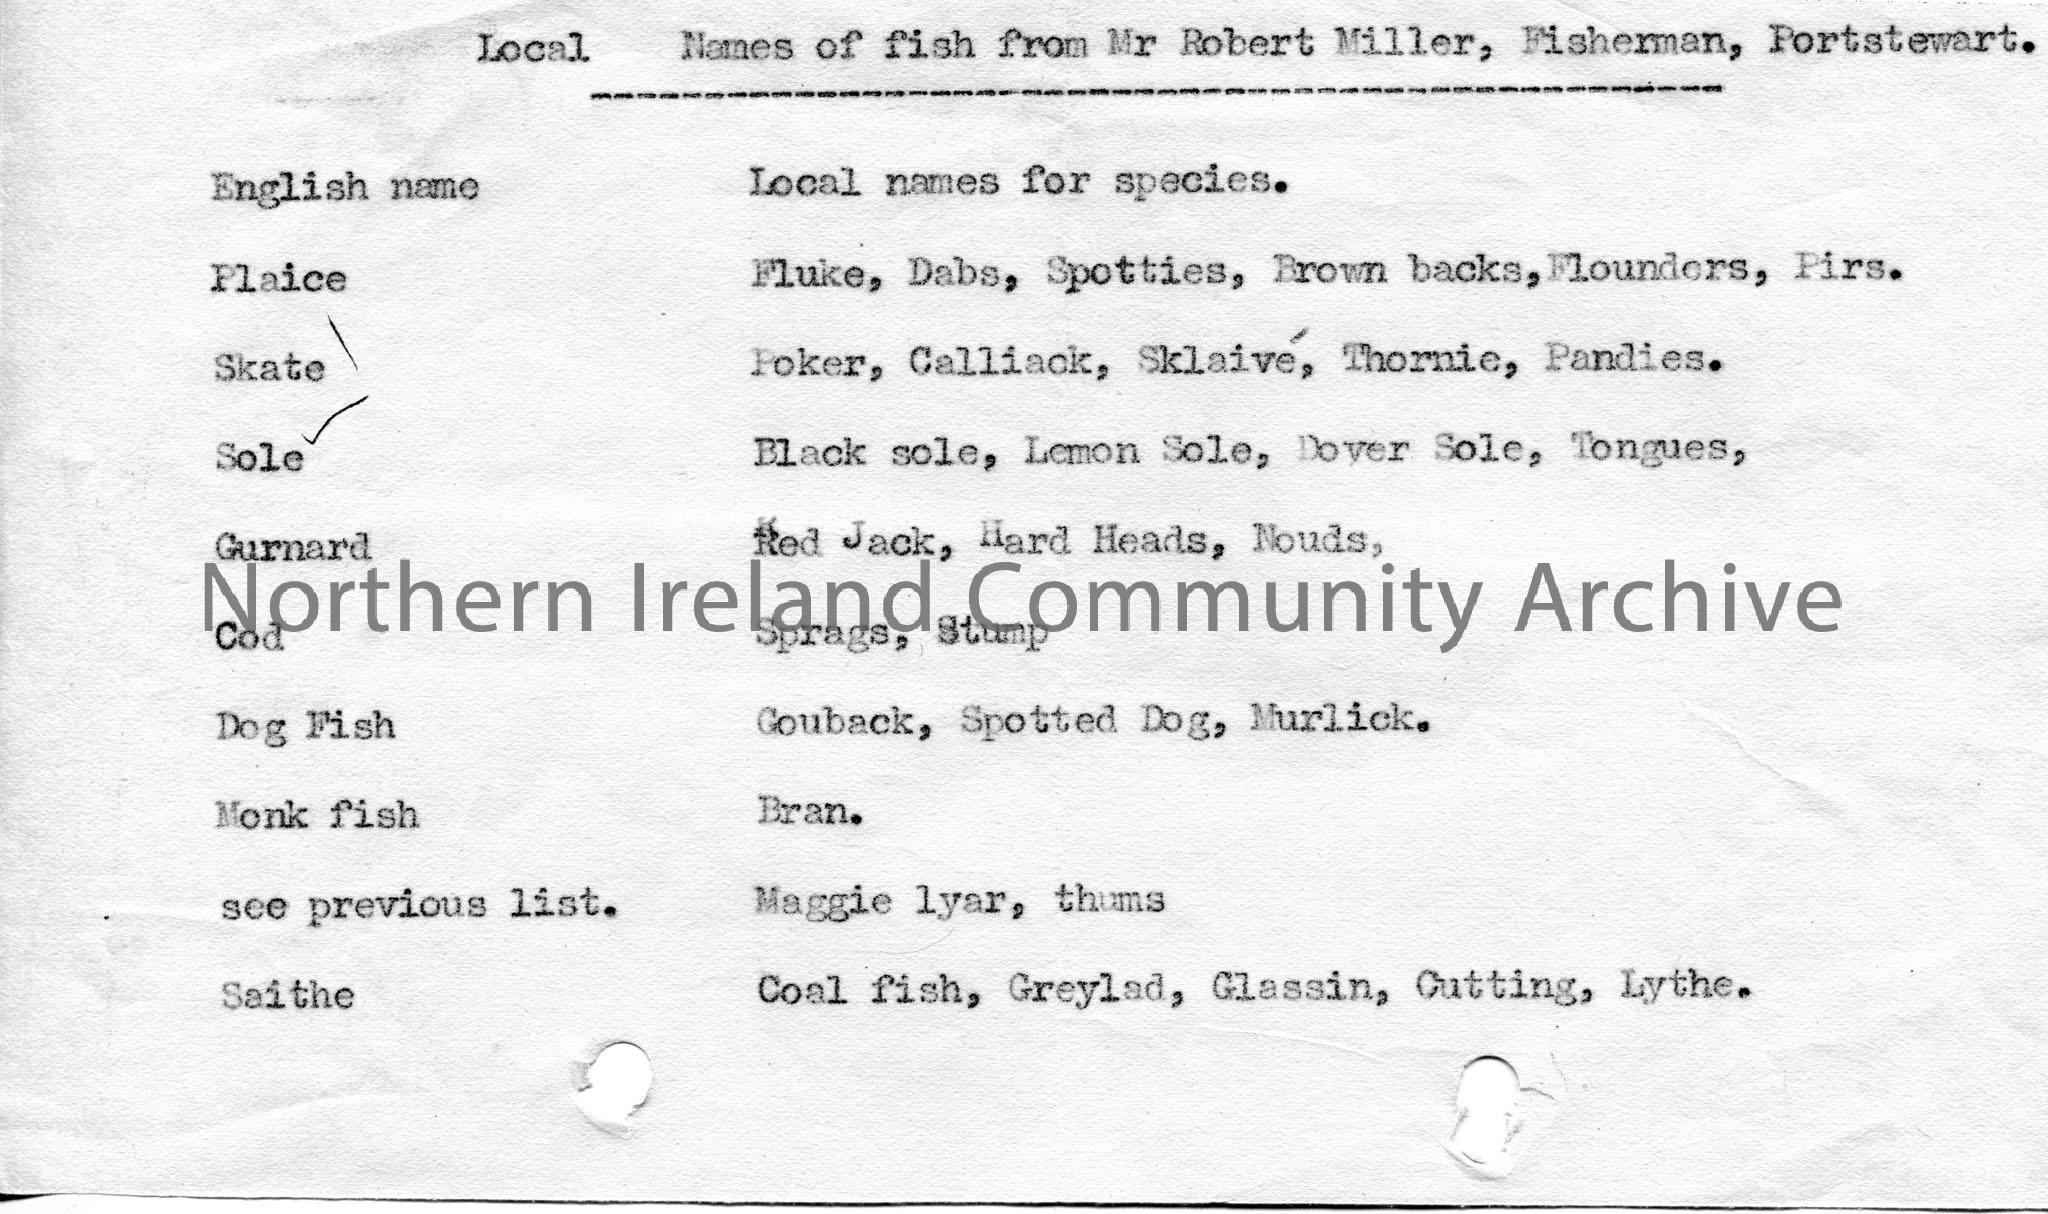 Local Names of fish from Mr Robert Miller, Fisherman, Portstewart.
English name Local names for species.
Plaice Fluke, Dabs, Spotties, Brown backs,Flounders, Pirs.
Skate Poker, Calliack, Sklaivé, Thornie, Pandies.
Sole Black sole, Lemon Sole, Dover Sole, Tongues,
Gurnard Red Jack, Hard Heads, Nouds,
Northern Ireland Community Archive
Cod Sprags, Stump
Dog Fish Gouback, Spotted Dog, Murlick.
Monk fish Bran.
see previous list. Maggie lyar, thums
Saithe Coal fish, Greylad, Glassin, Cutting, Lythe.